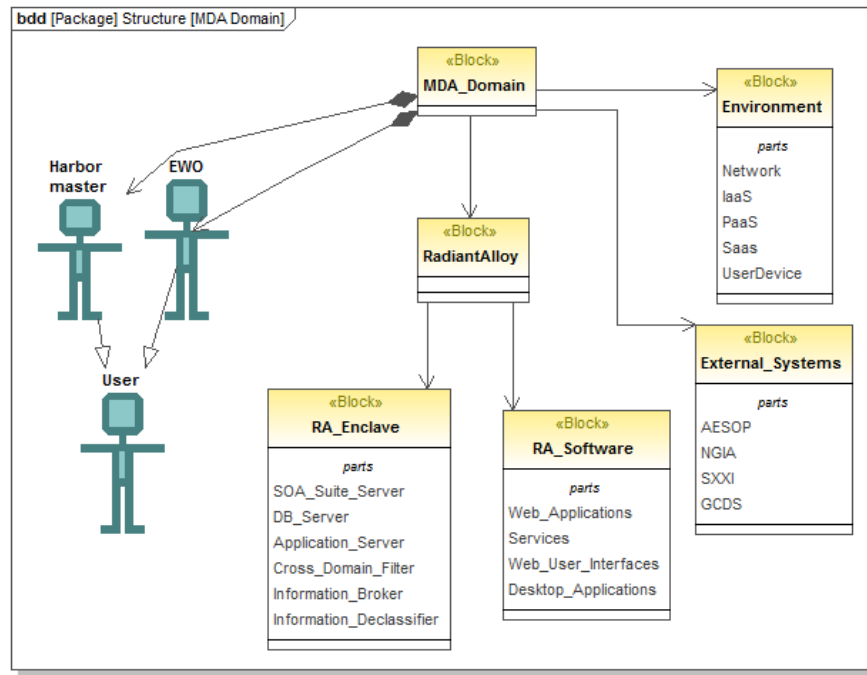 bdd [Package] Structure [MDA Domain]
«Block»
MDA_Domain
«Block»
Environment
parts
Network
IaaS
PaaS
Saas
UserDevice
Harbor
master
EWO
«Block»
RadiantAlloy
«Block»
External_Systems
parts
AESOP
NGIA
SXXI
GCDS
User
«Block»
RA_Enclave
parts
SOA_Suite_Server
DB_Server
Application_Server
Cross_Domain_Filter
Information_Broker
Information_Declassifier
«Block»
RA_Software
parts
Web_Applications
Services
Web_User_Interfaces
Desktop_Applications